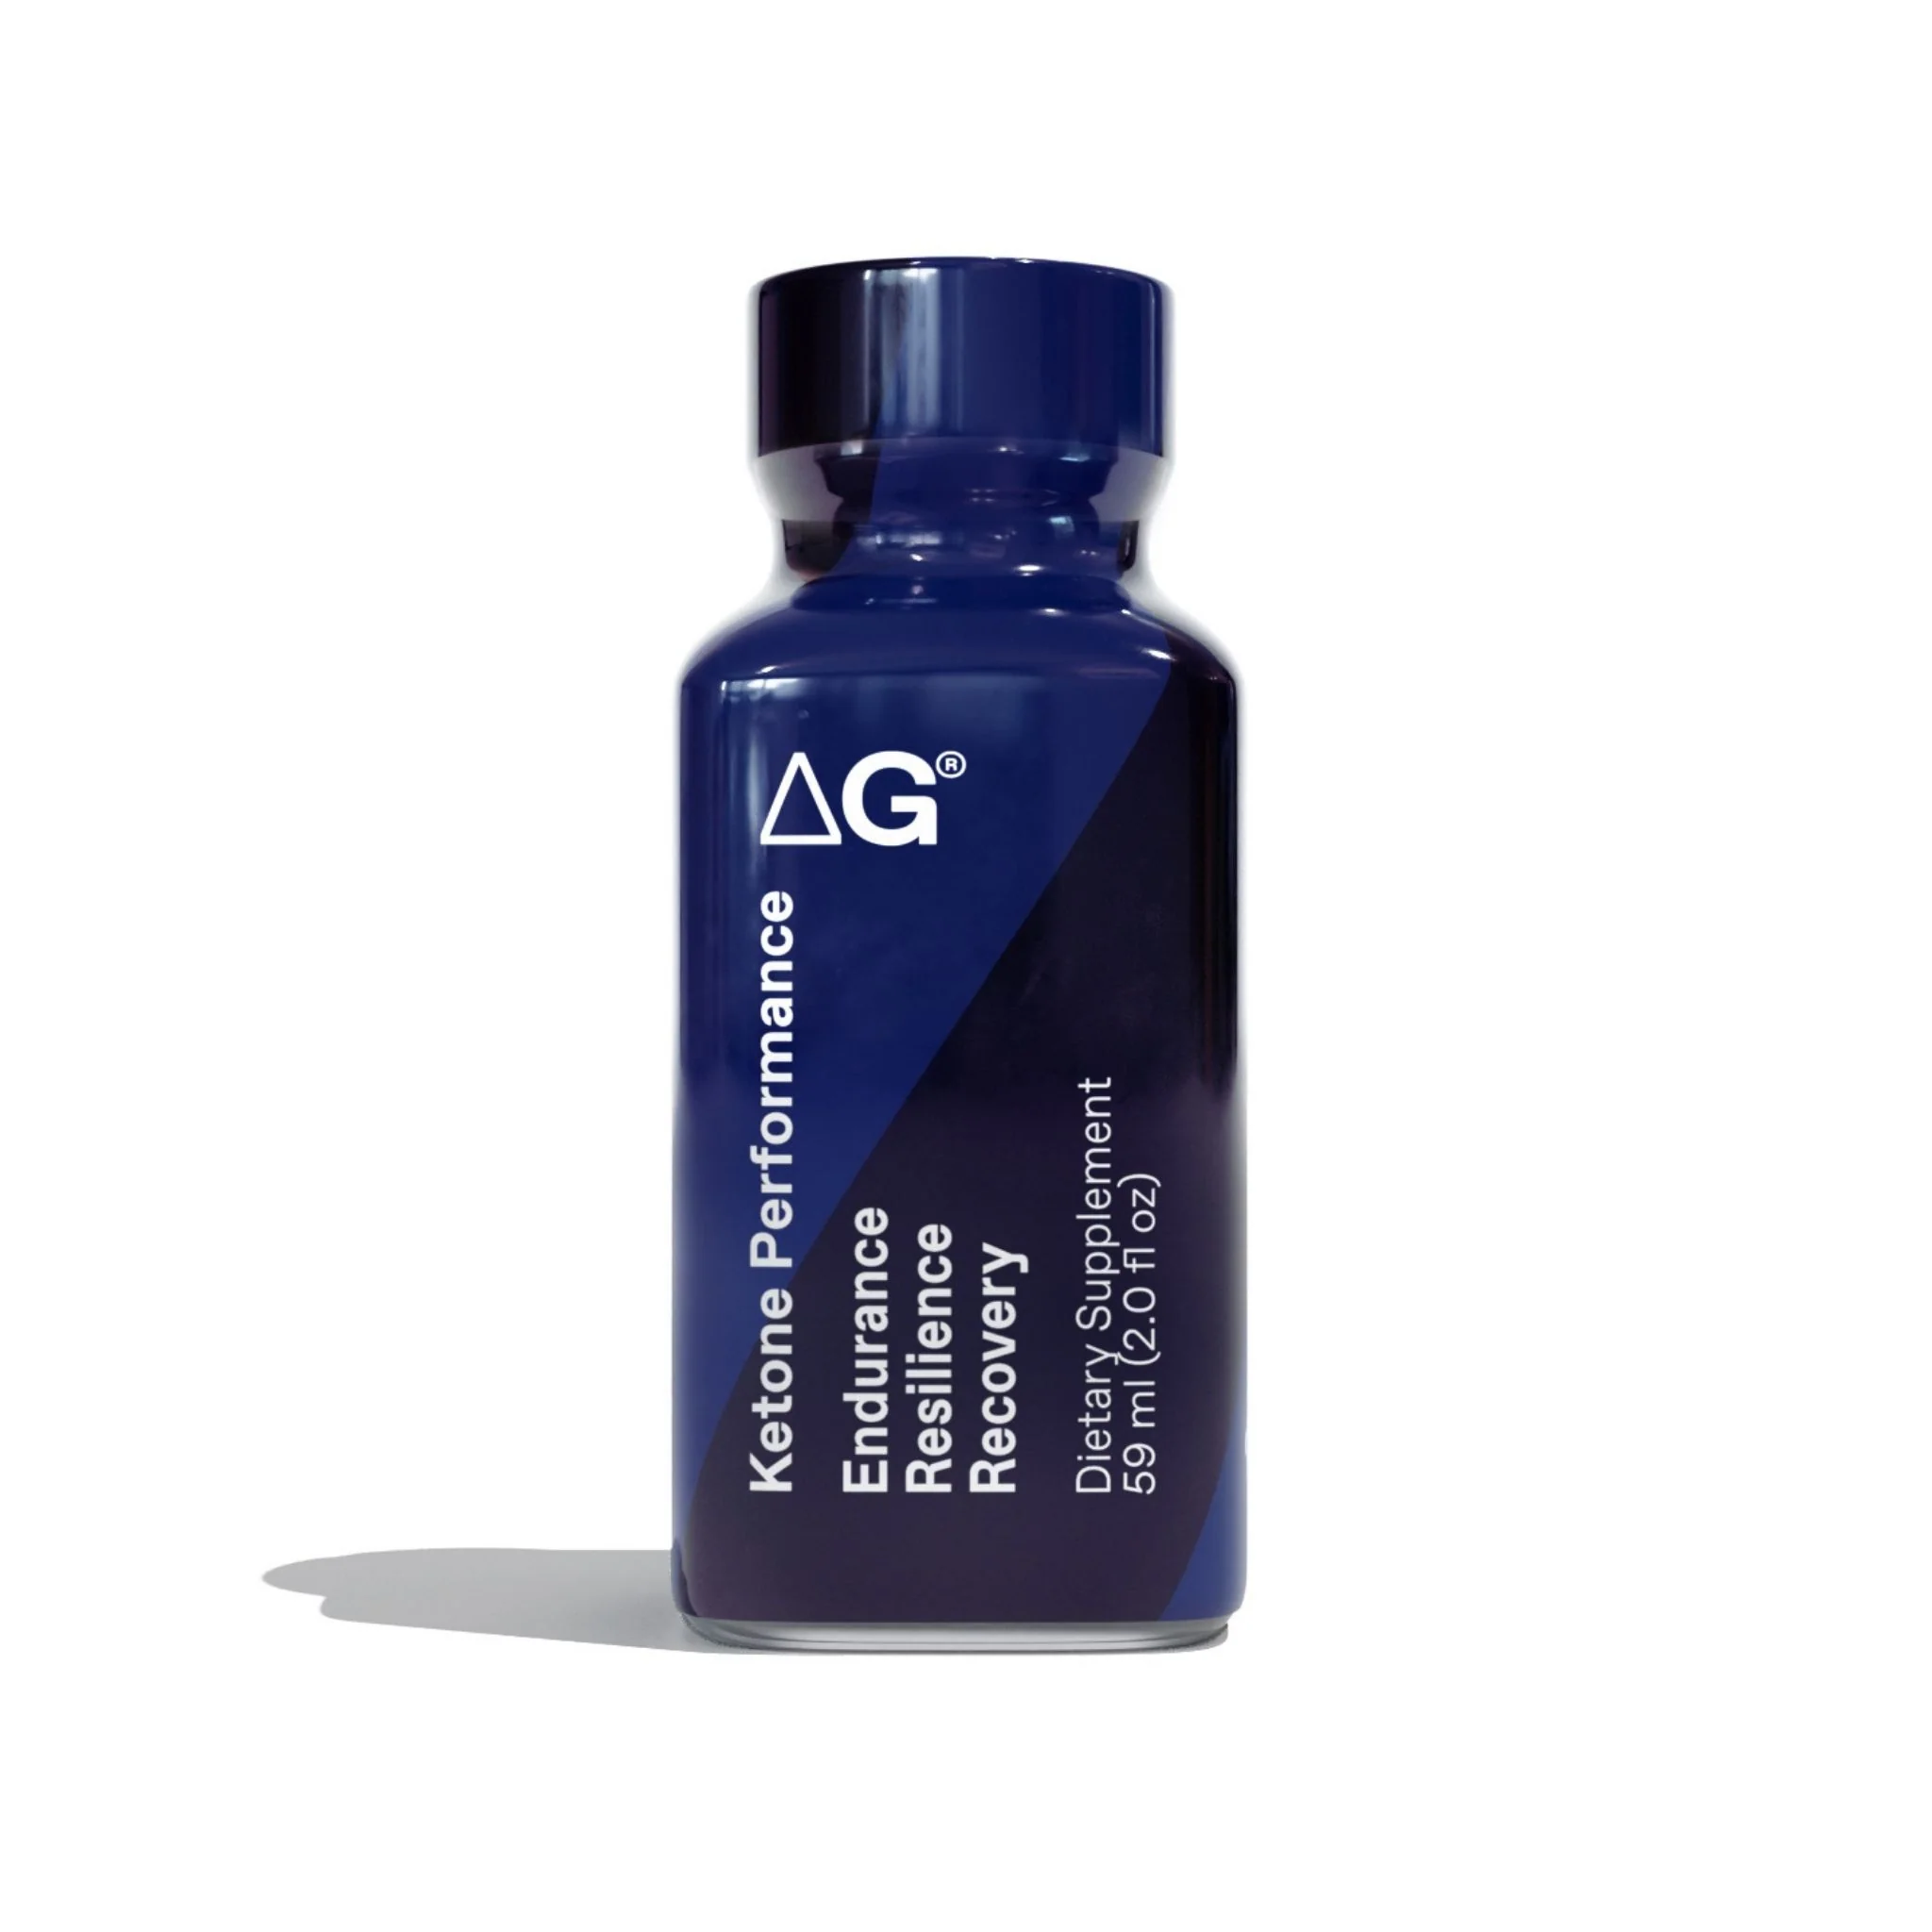 ΔG®
Ketone Performance
Endurance
Resilience
Recovery
Dietary Supplement
59 ml (2.0 fl oz)